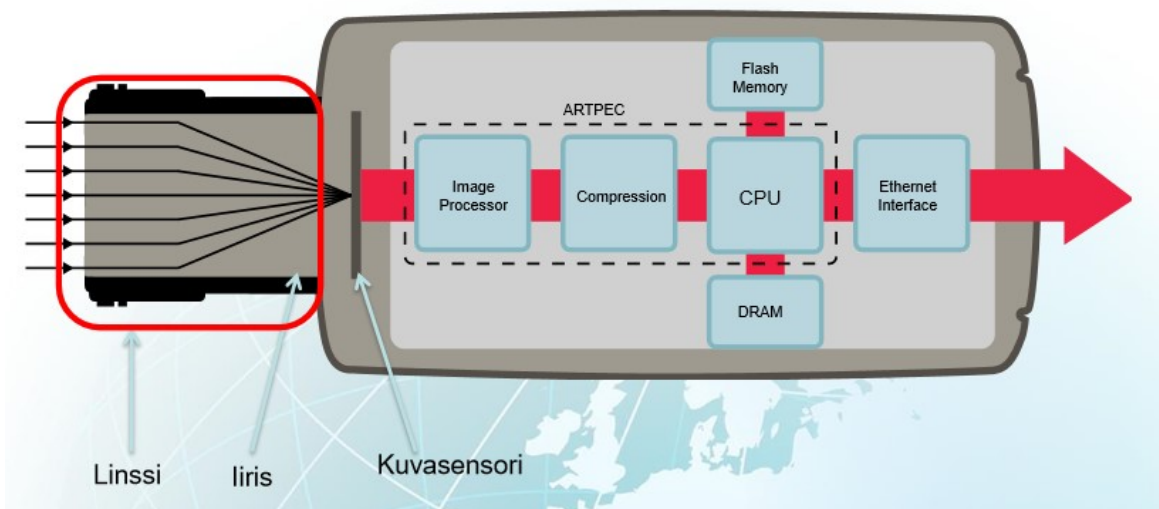 Flash
Memory
ARTPEC
Image
Processor
Compression
CPU
Ethernet
Interface
DRAM
Linssi
Iiris
Kuvasensori